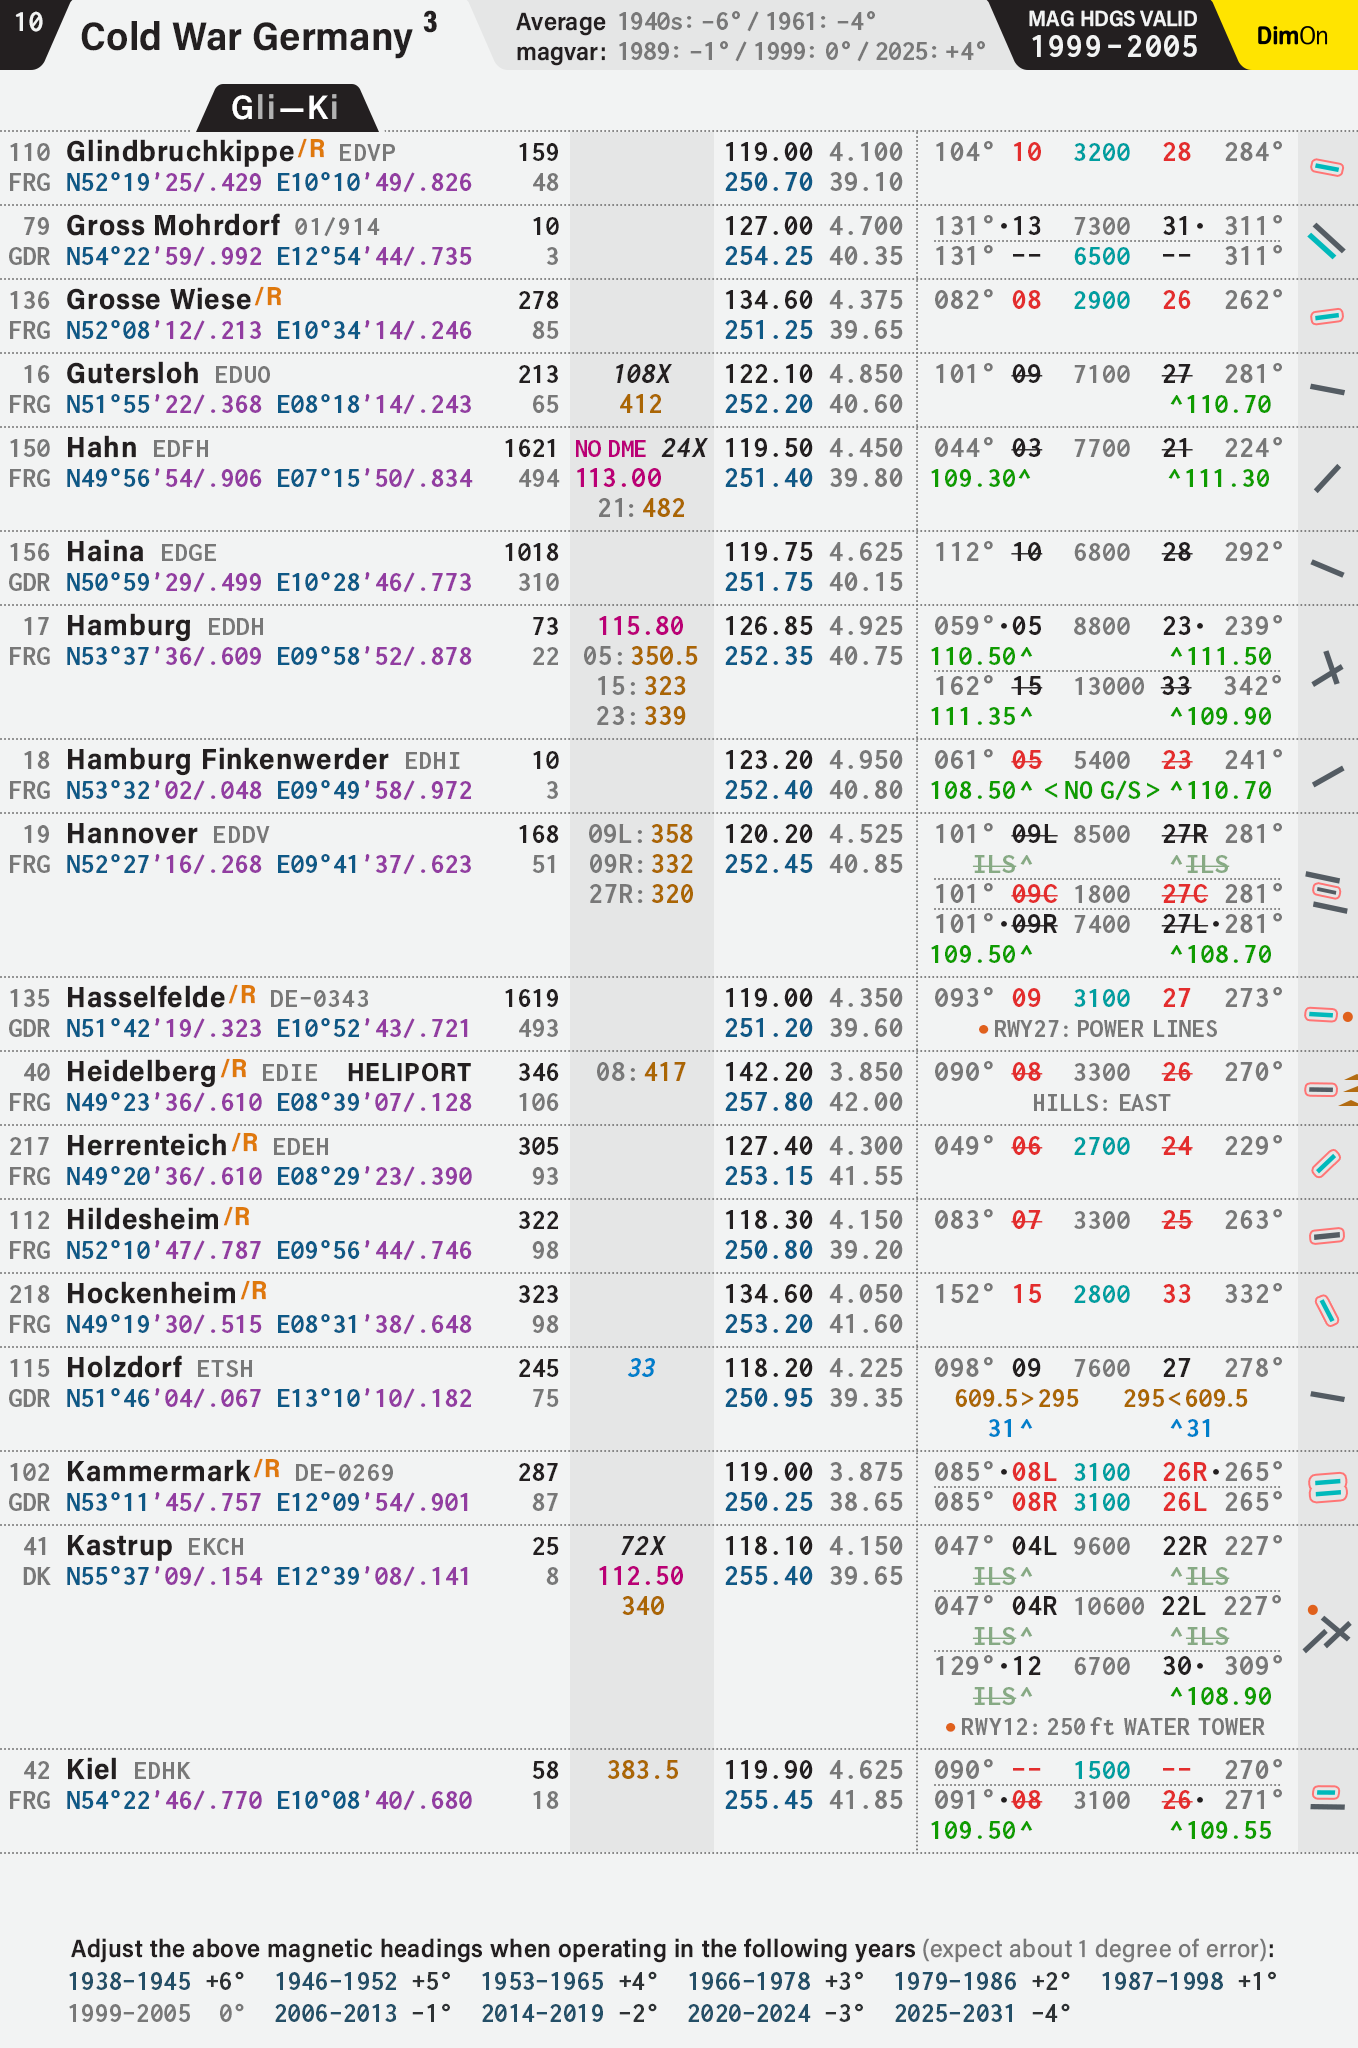 10 Cold War Germany 3 Average 1940s: −6° / 1961: −4° MAG HDGS VALID DimOn
magvar: 1989: −1° / 1999: 0° / 2025: +4° 1999–2005
Gli—Ki
110 Glindbruchkippe/R EDVP 159 119.00 4.100 104° 10 3200 28 284°
FRG N52°19'25/.429 E10°10'49/.826 48 250.70 39.10
79 Gross Mohrdorf 01/914 10 127.00 4.700 131°•13 7300 31• 311°
GDR N54°22'59/.992 E12°54'44/.735 3 254.25 40.35 131° -- 6500 -- 311°
136 Grosse Wiese/R 278 134.60 4.375 082° 08 2900 26 262°
FRG N52°08'12/.213 E10°34'14/.246 85 251.25 39.65
16 Gutersloh EDUO 213 108X 122.10 4.850 101° 09 7100 27 281°
FRG N51°55'22/.368 E08°18'14/.243 65 412 252.20 40.60 ^110.70
150 Hahn EDFH 1621 NO DME 24X 119.50 4.450 044° 03 7700 21 224°
FRG N49°56'54/.906 E07°15'50/.834 494 113.00 251.40 39.80 109.30^ ^111.30
21: 482
156 Haina EDGE 1018 119.75 4.625 112° 10 6800 28 292°
GDR N50°59'29/.499 E10°28'46/.773 310 251.75 40.15
17 Hamburg EDDH 73 115.80 126.85 4.925 059°•05 8800 23• 239°
FRG N53°37'36/.609 E09°58'52/.878 22 05: 350.5 252.35 40.75 110.50^ ^111.50
15: 323 162° 15 13000 33 342°
23: 339 111.35^ ^109.90
18 Hamburg Finkenwerder EDHI 10 123.20 4.950 061° 05 5400 23 241°
FRG N53°32'02/.048 E09°49'58/.972 3 252.40 40.80 108.50^ <NO G/S> ^110.70
19 Hannover EDDV 168 09L: 358 120.20 4.525 101° 09L 8500 27R 281°
FRG N52°27'16/.268 E09°41'37/.623 51 09R: 332 252.45 40.85 ILS^ ^ILS
27R: 320 101° 09C 1800 27C 281°
101°•09R 7400 27L•281°
109.50^ ^108.70
135 Hasselfelde/R DE-0343 1619 119.00 4.350 093° 09 3100 27 273°
GDR N51°42'19/.323 E10°52'43/.721 493 251.20 39.60 •RWY27: POWER LINES
40 Heidelberg/R EDIE HELIPORT 346 08: 417 142.20 3.850 090° 08 3300 26 270°
FRG N49°23'36/.610 E08°39'07/.128 106 257.80 42.00 HILLS: EAST
217 Herrenteich/R EDEH 305 127.40 4.300 049° 06 2700 24 229°
FRG N49°20'36/.610 E08°29'23/.390 93 253.15 41.55
112 Hildesheim/R 322 118.30 4.150 083° 07 3300 25 263°
FRG N52°10'47/.787 E09°56'44/.746 98 250.80 39.20
218 Hockenheim/R 323 134.60 4.050 152° 15 2800 33 332°
FRG N49°19'30/.515 E08°31'38/.648 98 253.20 41.60
115 Holzdorf ETSH 245 33 118.20 4.225 098° 09 7600 27 278°
GDR N51°46'04/.067 E13°10'10/.182 75 250.95 39.35 609.5>295 295<609.5
31^ ^31
102 Kammermark/R DE-0269 287 119.00 3.875 085°•08L 3100 26R•265°
GDR N53°11'45/.757 E12°09'54/.901 87 250.25 38.65 085° 08R 3100 26L 265°
41 Kastrup EKCH 25 72X 118.10 4.150 047° 04L 9600 22R 227°
DK N55°37'09/.154 E12°39'08/.141 8 112.50 255.40 39.65 ILS^ ^ILS
340 047° 04R 10600 22L 227°
ILS^ ^ILS
129°•12 6700 30• 309°
ILS^ ^108.90
•RWY12: 250ft WATER TOWER
42 Kiel EDHK 58 383.5 119.90 4.625 090° -- 1500 -- 270°
FRG N54°22'46/.770 E10°08'40/.680 18 255.45 41.85 091°•08 3100 26• 271°
109.50^ ^109.55
Adjust the above magnetic headings when operating in the following years (expect about 1 degree of error):
1938–1945 +6° 1946–1952 +5° 1953–1965 +4° 1966–1978 +3° 1979–1986 +2° 1987–1998 +1°
1999–2005 0° 2006–2013 −1° 2014–2019 −2° 2020–2024 −3° 2025–2031 −4°